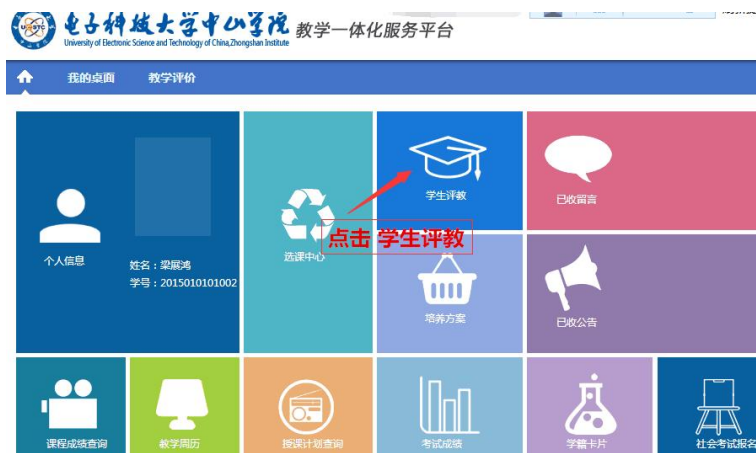 电子科技大学中山学院 教学一体化服务平台
University of Electronic Science and Technology of China,Zhongshan Institute
我的桌面 教学评价
学生评教
已收留言
点击 学生评教
个人信息
选课中心
姓名：梁展鸿
学号：2015010101002
培养方案
已收公告
课程成绩查询
教学周历
授课计划查询
考试成绩
学籍卡片
社会考试报名